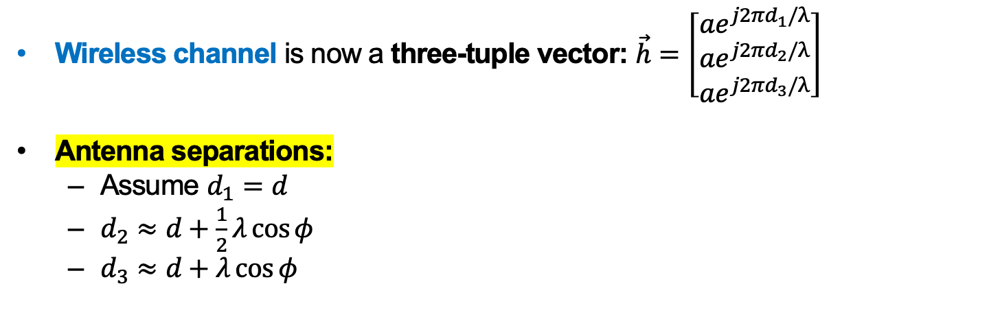 • Wireless channel is now a three-tuple vector: $\vec{h} = \begin{bmatrix} ae^{j2\pi d_1/\lambda} \\ ae^{j2\pi d_2/\lambda} \\ ae^{j2\pi d_3/\lambda} \end{bmatrix}$
• Antenna separations:
– Assume $d_1 = d$
– $d_2 \approx d + \frac{1}{2}\lambda \cos \phi$
– $d_3 \approx d + \lambda \cos \phi$